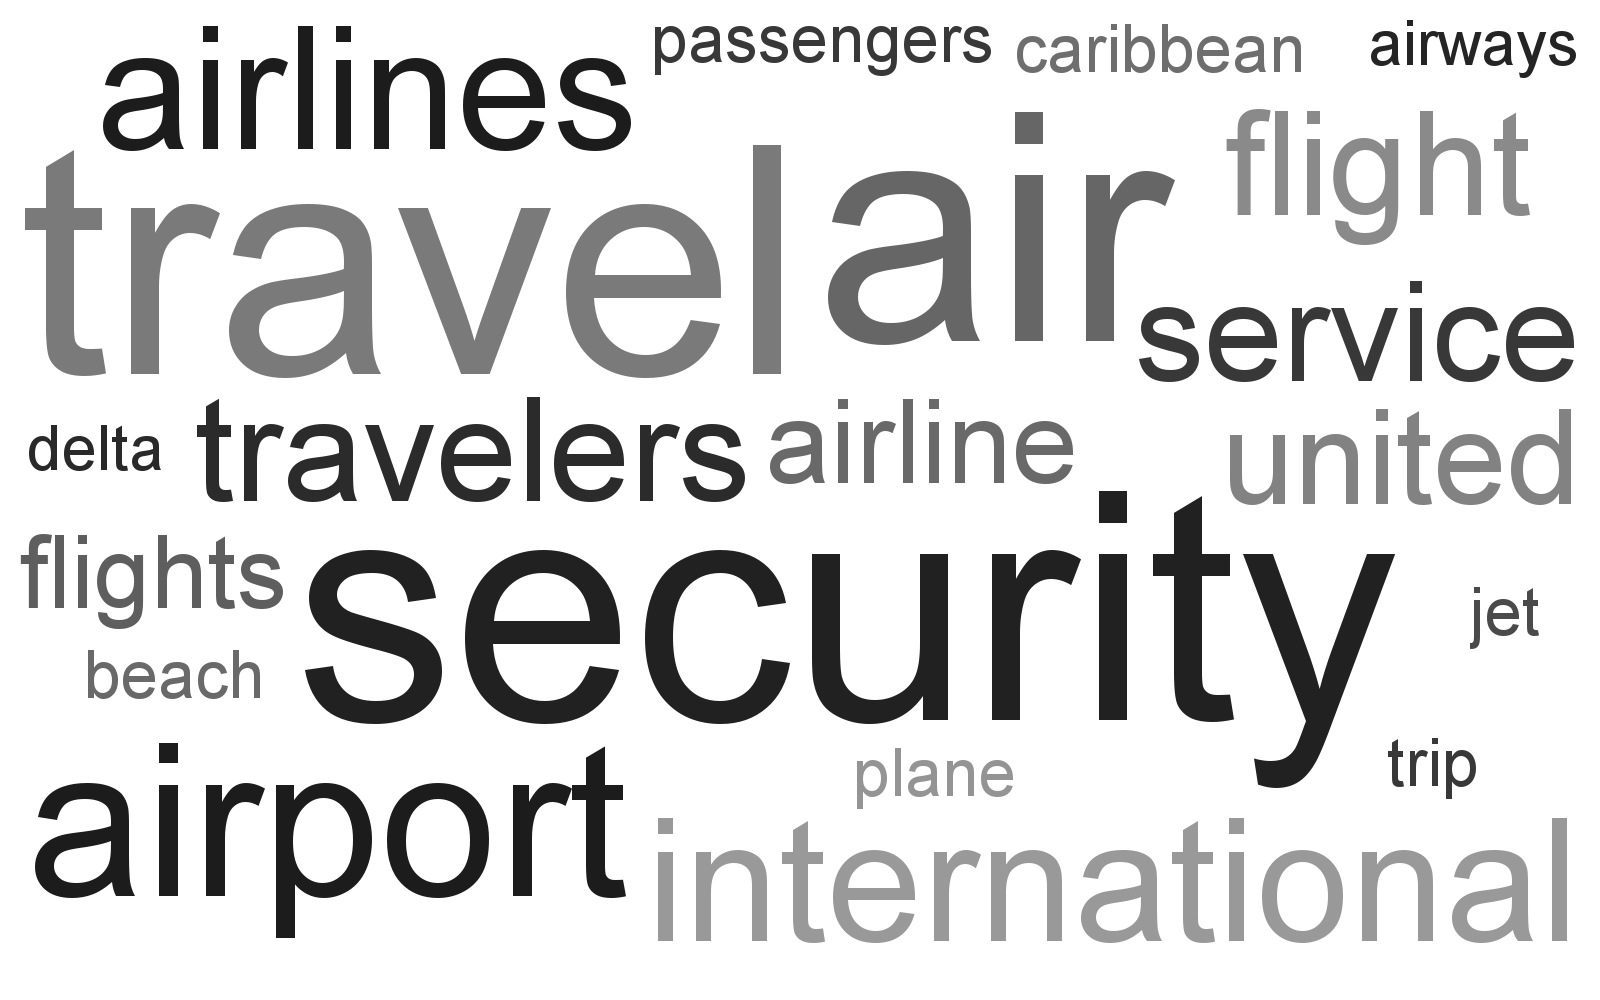 airlines passengers caribbean airways
travel air flight
service
delta travelers airline united
flights security jet
beach
airport plane trip
international